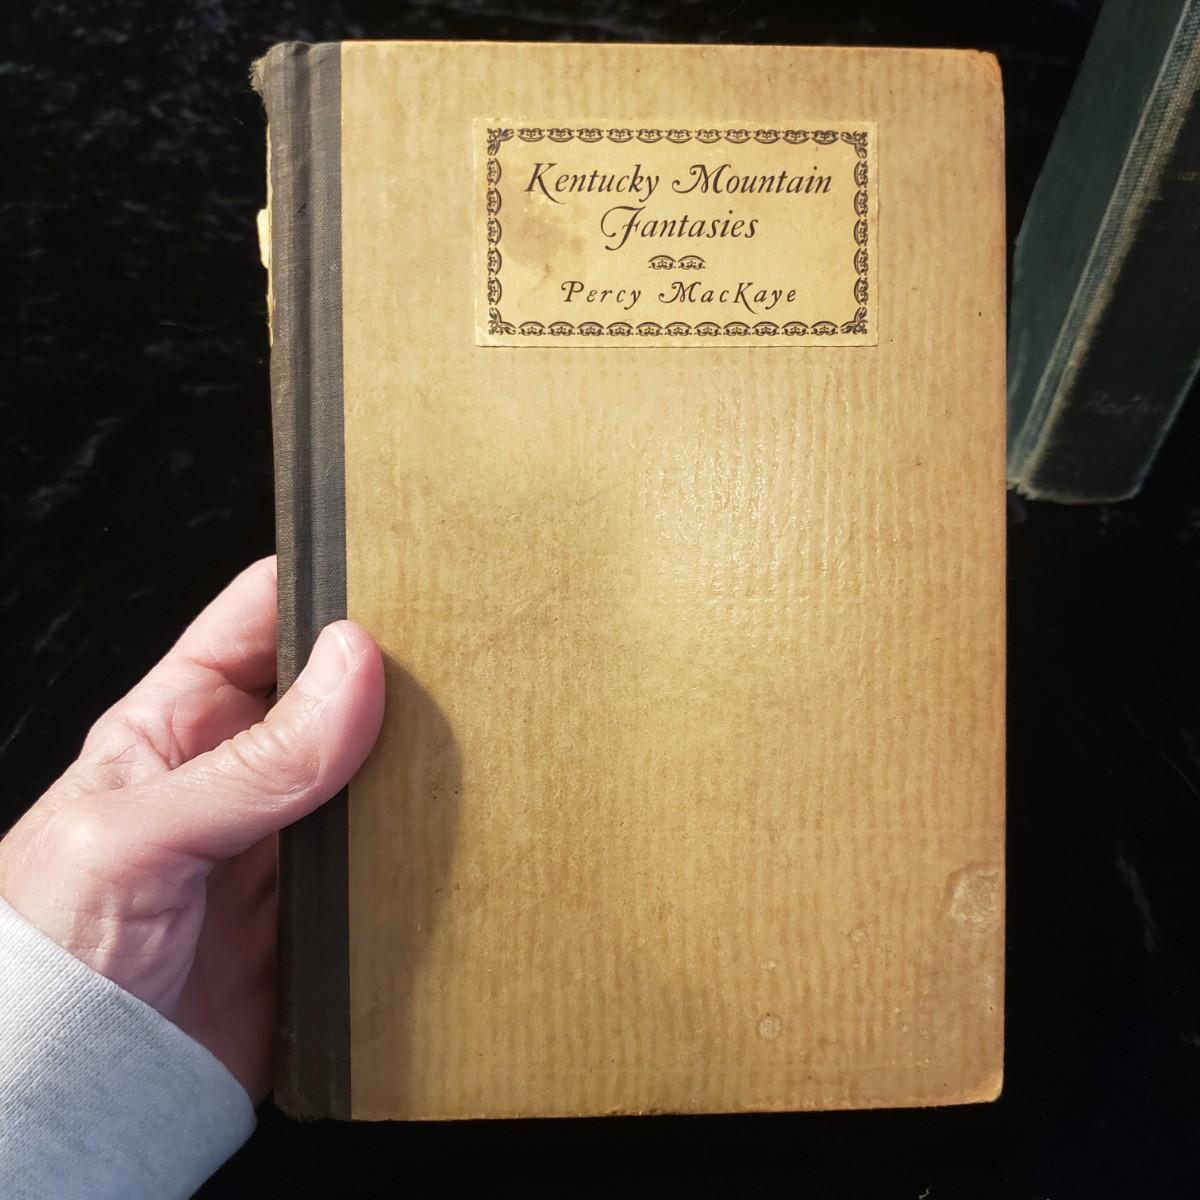 Kentucky Mountain
Fantasies
Percy MacKaye